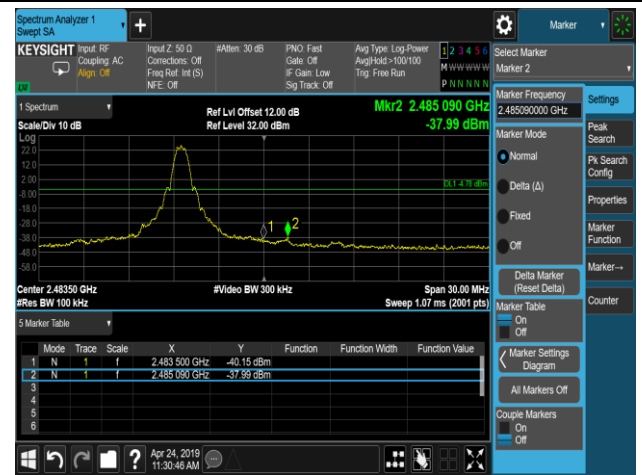 Spectrum Analyzer 1
Swept SA
KEYSIGHT
Input: RF
Coupling: AC
Align: Off
Input Z: 50 Ω
Corrections: Off
Freq Ref: Int (S)
NFE: Off
#Atten: 30 dB
PNO: Fast
Gate: Off
IF Gain: Low
Sig Track: Off
Avg Type: Log-Power
Avg|Hold:>100/100
Trig: Free Run
1 2 3 4 5 6
M W W W W W
P N N N N N
1 Spectrum
Scale/Div 10 dB
Ref Lvl Offset 12.00 dB
Ref Level 32.00 dBm
Mkr2 2.485 090 GHz
-37.99 dBm
Log
22.0
12.0
2.00
-8.00
-18.0
-28.0
-38.0
-48.0
-58.0
DL1 -4.78 dBm
1
2
Center 2.48350 GHz
#Res BW 100 kHz
#Video BW 300 kHz
Span 30.00 MHz
Sweep 1.07 ms (2001 pts)
5 Marker Table
Mode Trace Scale X Y Function Function Width Function Value
1 N 1 f 2.483 500 GHz -40.15 dBm
2 N 1 f 2.485 090 GHz -37.99 dBm
3
4
5
6
Apr 24, 2019
11:30:46 AM
Marker
Select Marker
Marker 2
Marker Frequency
2.485090000 GHz
Marker Mode
Normal
Delta (Δ)
Fixed
Off
Delta Marker
(Reset Delta)
Marker Table
On
Off
Marker Settings
Diagram
All Markers Off
Couple Markers
On
Off
Settings
Peak
Search
Pk Search
Config
Properties
Marker
Function
Marker→
Counter